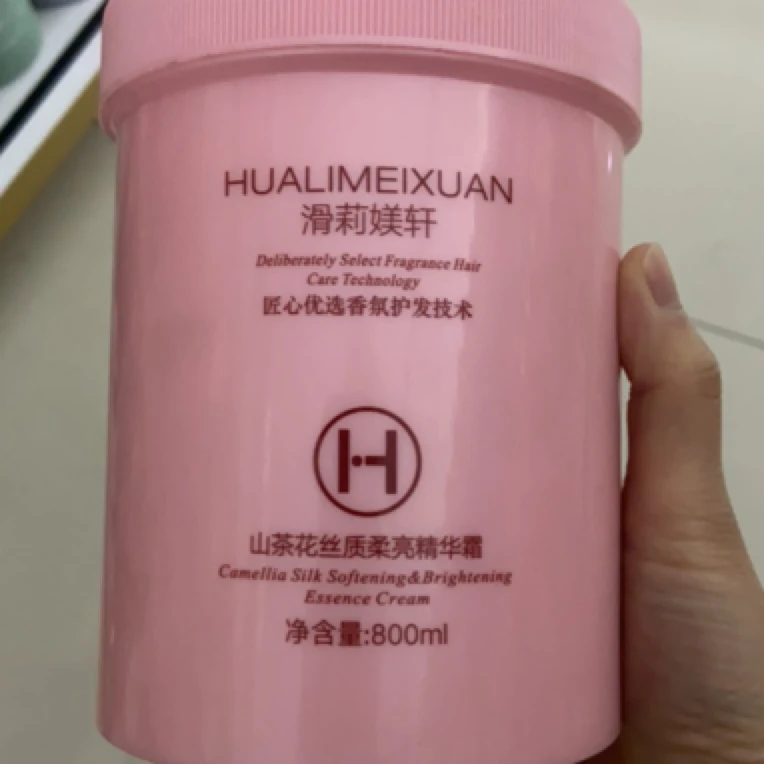 HUALIMEIXUAN
滑莉媄轩
Deliberately Select Fragrance Hair
Care Technology
匠心优选香氛护发技术
H
山茶花丝质柔亮精华霜
Camellia Silk Softening&Brightening
Essence Cream
净含量:800ml